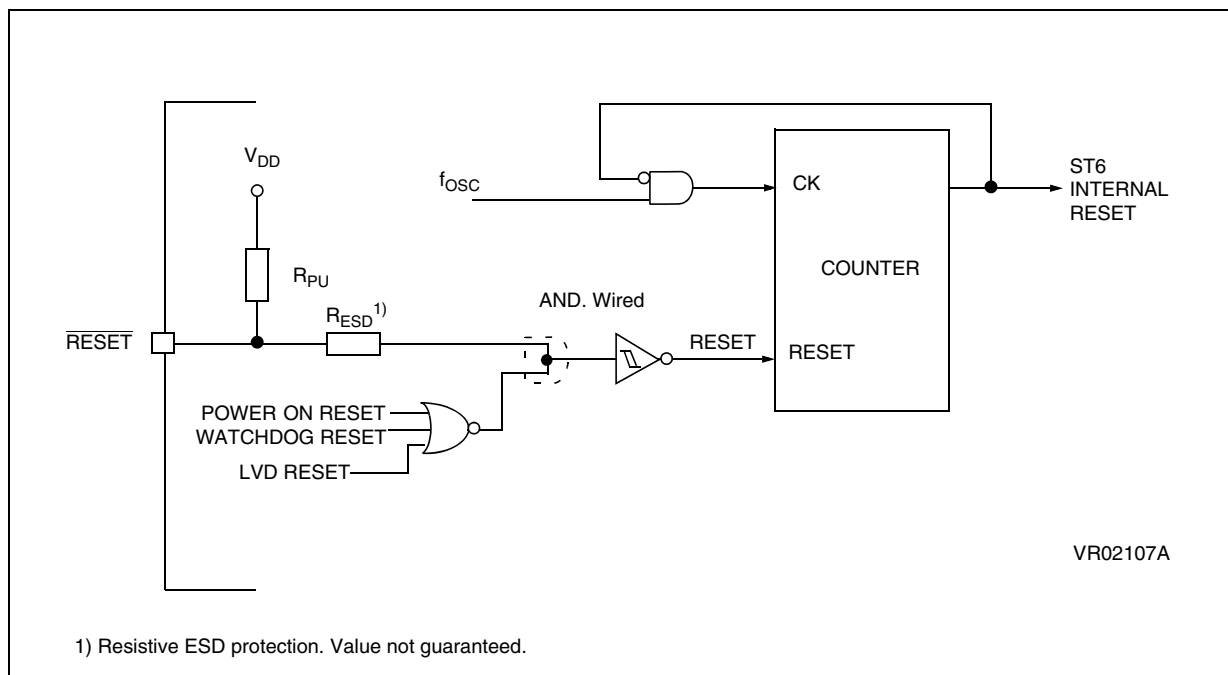 V_DD
f_OSC
CK
ST6
INTERNAL
RESET
COUNTER
R_PU
AND. Wired
R_ESD 1)
RESET
RESET
RESET
POWER ON RESET
WATCHDOG RESET
LVD RESET
VR02107A
1) Resistive ESD protection. Value not guaranteed.